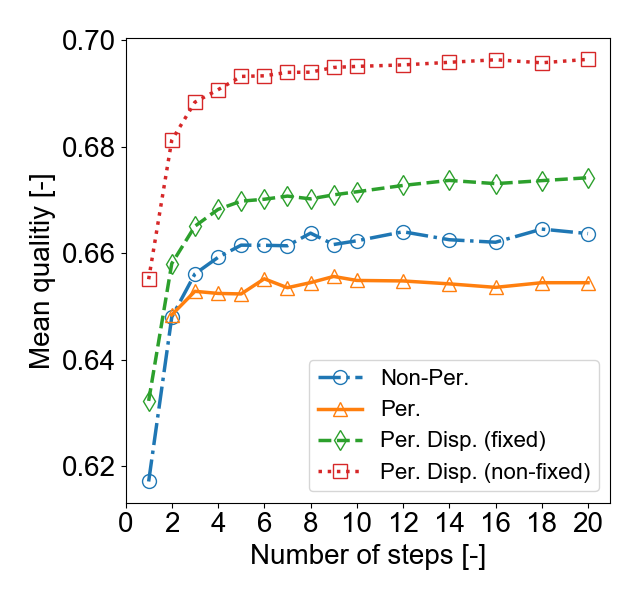 0.70
0.68
0.66
0.64
0.62
Mean qualitiy [-]
Non-Per.
Per.
Per. Disp. (fixed)
Per. Disp. (non-fixed)
0 2 4 6 8 10 12 14 16 18 20
Number of steps [-]